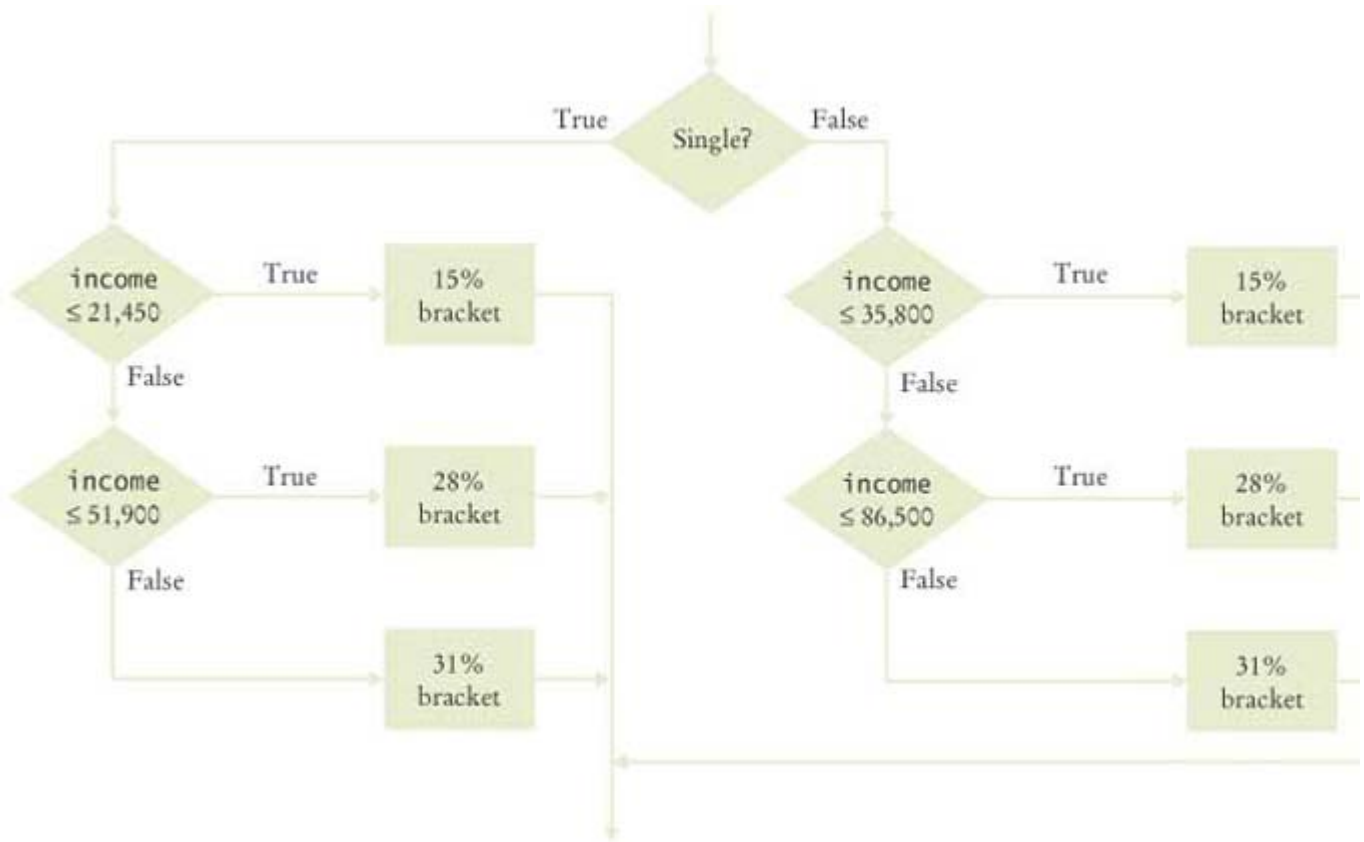 True
Single?
False
income
≤ 21,450
True
15%
bracket
False
income
≤ 51,900
True
28%
bracket
False
31%
bracket
income
≤ 35,800
True
15%
bracket
False
income
≤ 86,500
True
28%
bracket
False
31%
bracket